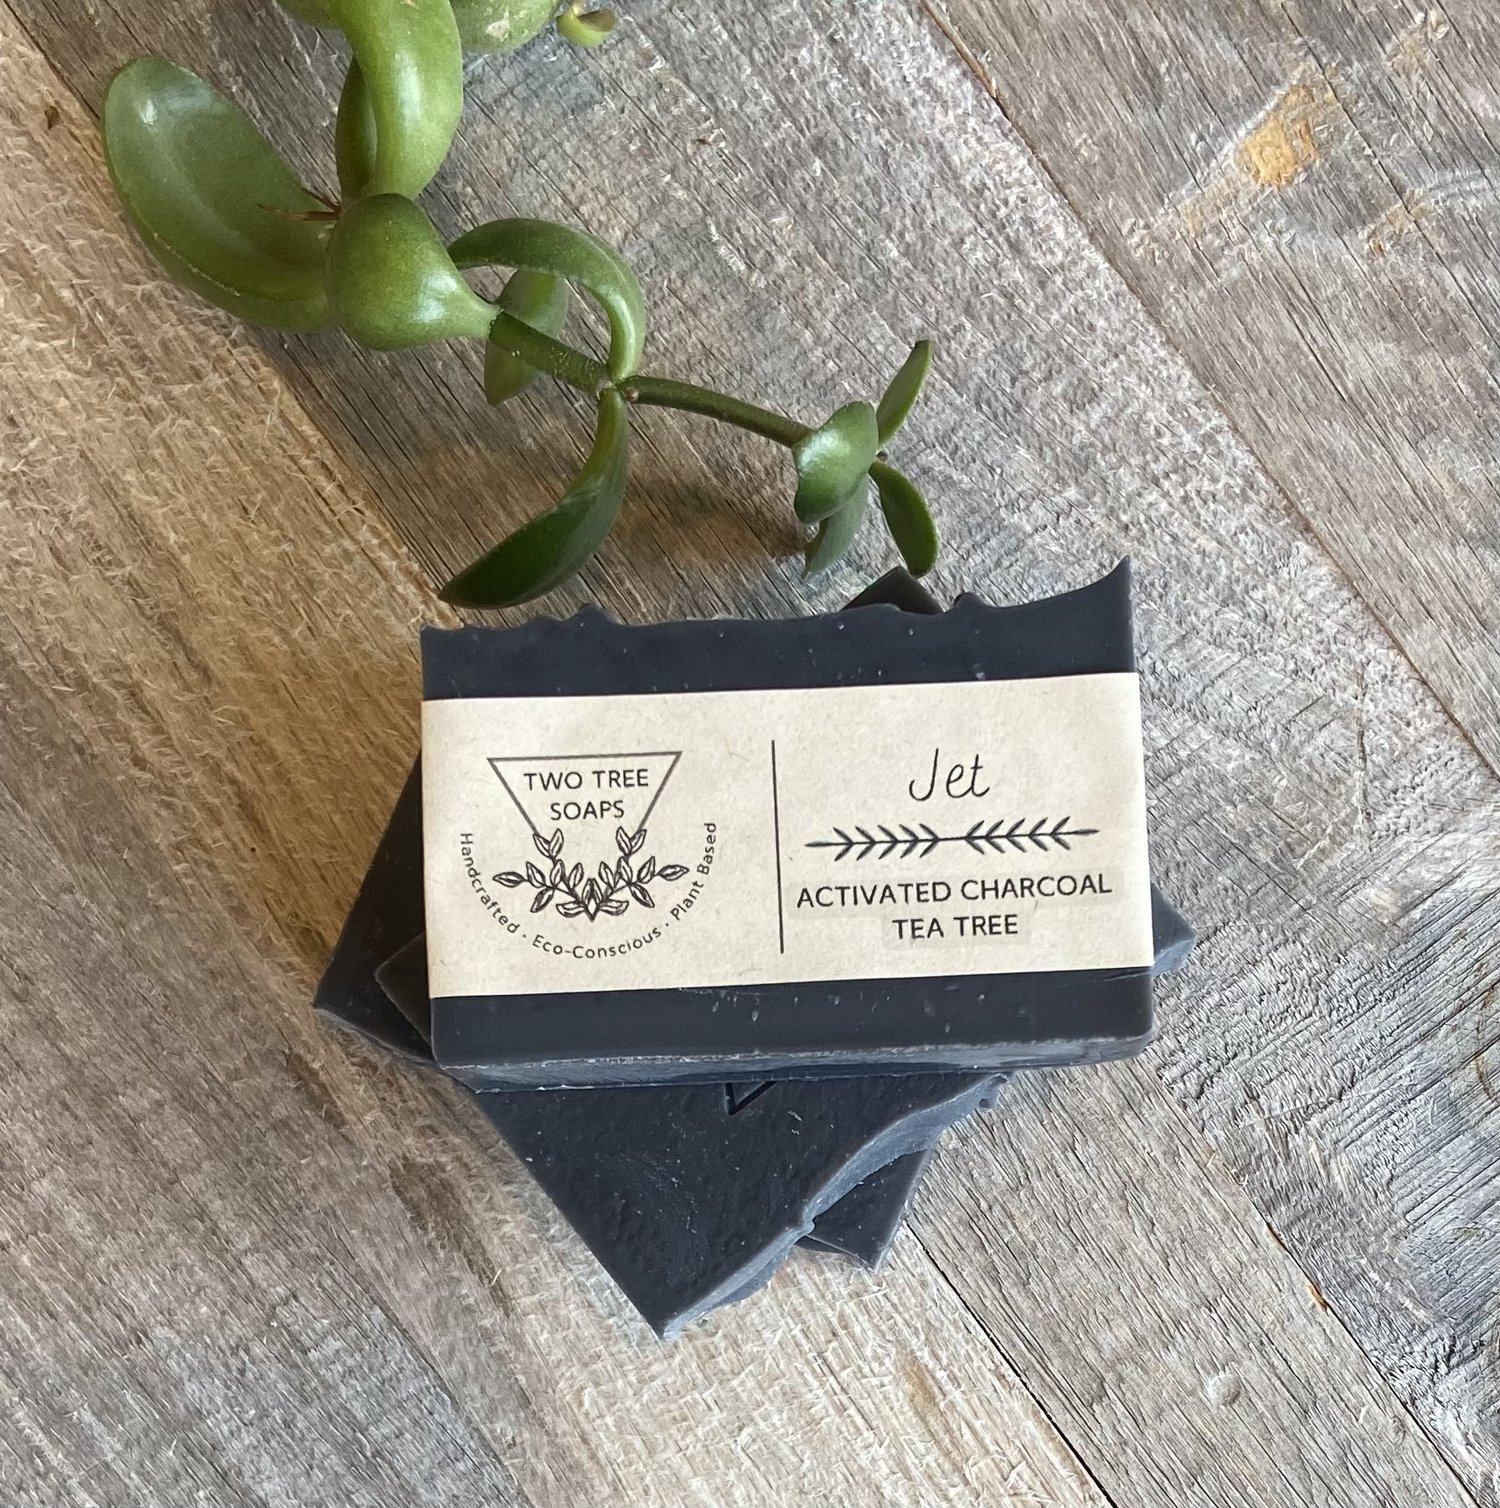 TWO TREE
SOAPS
Handcrafted · Eco-Conscious · Plant Based
Jet
ACTIVATED CHARCOAL
TEA TREE